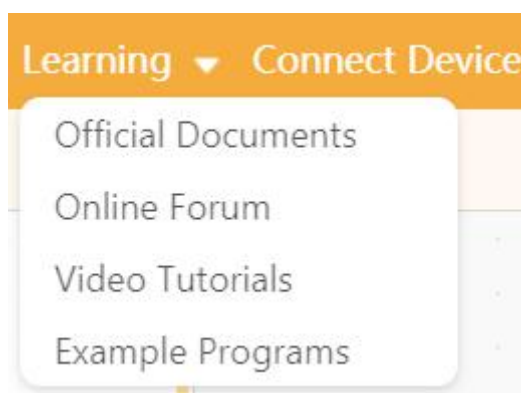 Learning Connect Device
Official Documents
Online Forum
Video Tutorials
Example Programs